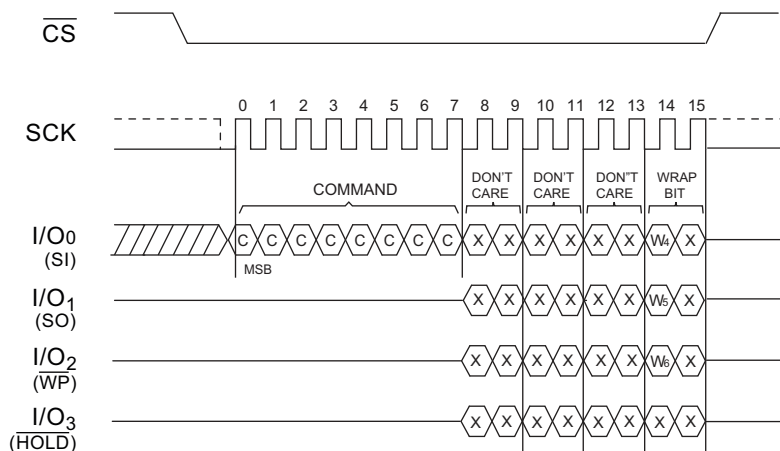 CS
0 1 2 3 4 5 6 7 8 9 10 11 12 13 14 15
SCK
COMMAND
DON'T CARE
DON'T CARE
DON"T CARE
WRAP BIT
I/O0 C C C C C C C C X X X X X X W4 X
(SI)
MSB
I/O1 X X X X X X W5 X
(SO)
I/O2 X X X X X X W6 X
(WP)
I/O3 X X X X X X X X
(HOLD)